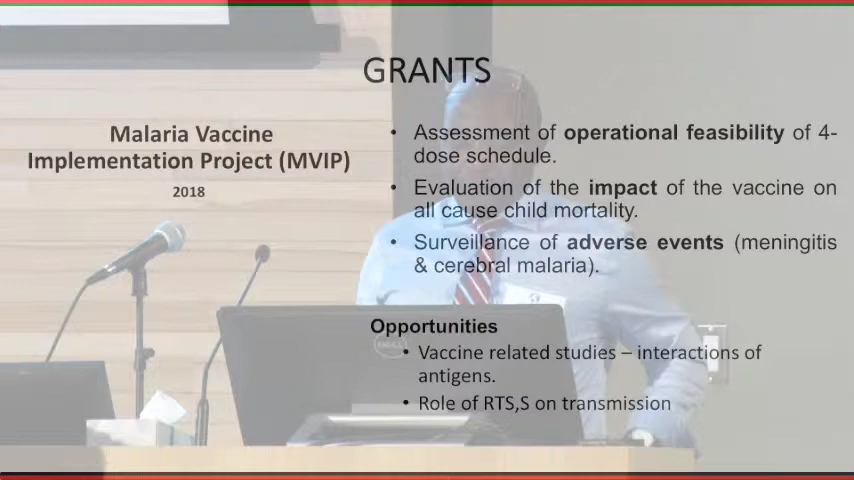 GRANTS
Malaria Vaccine
Implementation Project (MVIP)
2018
• Assessment of operational feasibility of 4-
dose schedule.
• Evaluation of the impact of the vaccine on
all cause child mortality.
• Surveillance of adverse events (meningitis
& cerebral malaria).
Opportunities
• Vaccine related studies – interactions of
antigens.
• Role of RTS,S on transmission
DELL